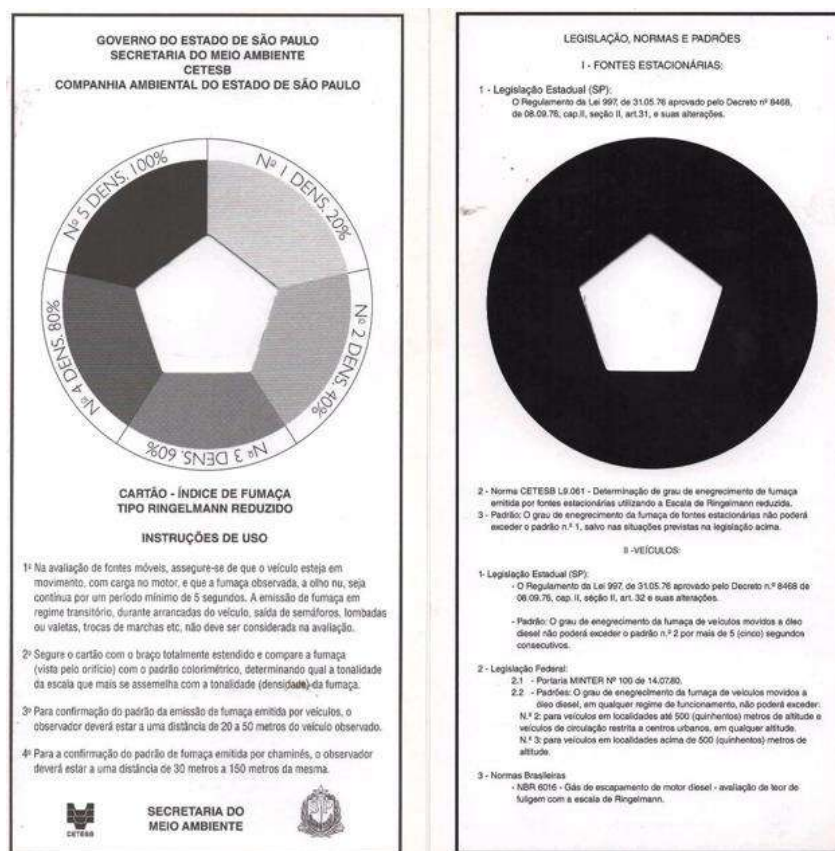 GOVERNO DO ESTADO DE SÃO PAULO
SECRETARIA DO MEIO AMBIENTE
CETESB
COMPANHIA AMBIENTAL DO ESTADO DE SÃO PAULO
Nº 5 DENS. 100%
Nº 1 DENS. 20%
Nº 4 DENS. 80%
Nº 2 DENS. 40%
Nº 3 DENS. 60%
CARTÃO - ÍNDICE DE FUMAÇA
TIPO RINGELMANN REDUZIDO
INSTRUÇÕES DE USO
1º Na avaliação de fontes móveis, assegure-se de que o veículo esteja em
movimento, com carga no motor, e que a fumaça observada, a olho nu, seja
contínua por um período mínimo de 5 segundos. A emissão de fumaça em
regime transitório, durante arrancadas do veículo, saída de semáforos, lombadas
ou valetas, trocas de marchas etc, não deve ser considerada na avaliação.
2º Segure o cartão com o braço totalmente estendido e compare a fumaça
(vista pelo orifício) com o padrão colorimétrico, determinando qual a tonalidade
da escala que mais se assemelha com a tonalidade (densidade) da fumaça.
3º Para confirmação do padrão da emissão de fumaça emitida por veículos, o
observador deverá estar a uma distância de 20 a 50 metros do veículo observado.
4º Para a confirmação do padrão de fumaça emitida por chaminés, o observador
deverá estar a uma distância de 30 metros a 150 metros da mesma.
CETESB
SECRETARIA DO
MEIO AMBIENTE
LEGISLAÇÃO, NORMAS E PADRÕES
I - FONTES ESTACIONÁRIAS:
1 - Legislação Estadual (SP):
O Regulamento da Lei 997, de 31.05.76 aprovado pelo Decreto nº 8468,
de 08.09.76, cap.II, seção II, art.31, e suas alterações.
2 - Norma CETESB L9.061 - Determinação de grau de enegrecimento de fumaça
emitida por fontes estacionárias utilizando a Escala de Ringelmann reduzida.
3 - Padrão: O grau de enegrecimento da fumaça de fontes estacionárias não poderá
exceder o padrão n.º 1, salvo nas situações previstas na legislação acima.
II -VEÍCULOS:
1- Legislação Estadual (SP):
- O Regulamento da Lei 997, de 31.05.76 aprovado pelo Decreto n.º 8468 de
08.09.76, cap. II, seção II, art. 32 e suas alterações.
- Padrão: O grau de enegrecimento da fumaça de veículos movidos a óleo
diesel não poderá exceder o padrão n.º 2 por mais de 5 (cinco) segundos
consecutivos.
2 - Legislação Federal:
2.1 - Portaria MINTER Nº 100 de 14.07.80.
2.2 - Padrões: O grau de enegrecimento da fumaça de veículos movidos a
óleo diesel, em qualquer regime de funcionamento, não poderá exceder:
N.º 2: para veículos em localidades até 500 (quinhentos) metros de altitude e
veículos de circulação restrita a centros urbanos, em qualquer altitude.
N.º 3: para veículos em localidades acima de 500 (quinhentos) metros de
altitude.
3 - Normas Brasileiras
- NBR 6016 - Gás de escapamento de motor diesel - avaliação de teor de
fuligem com a escala de Ringelmann.